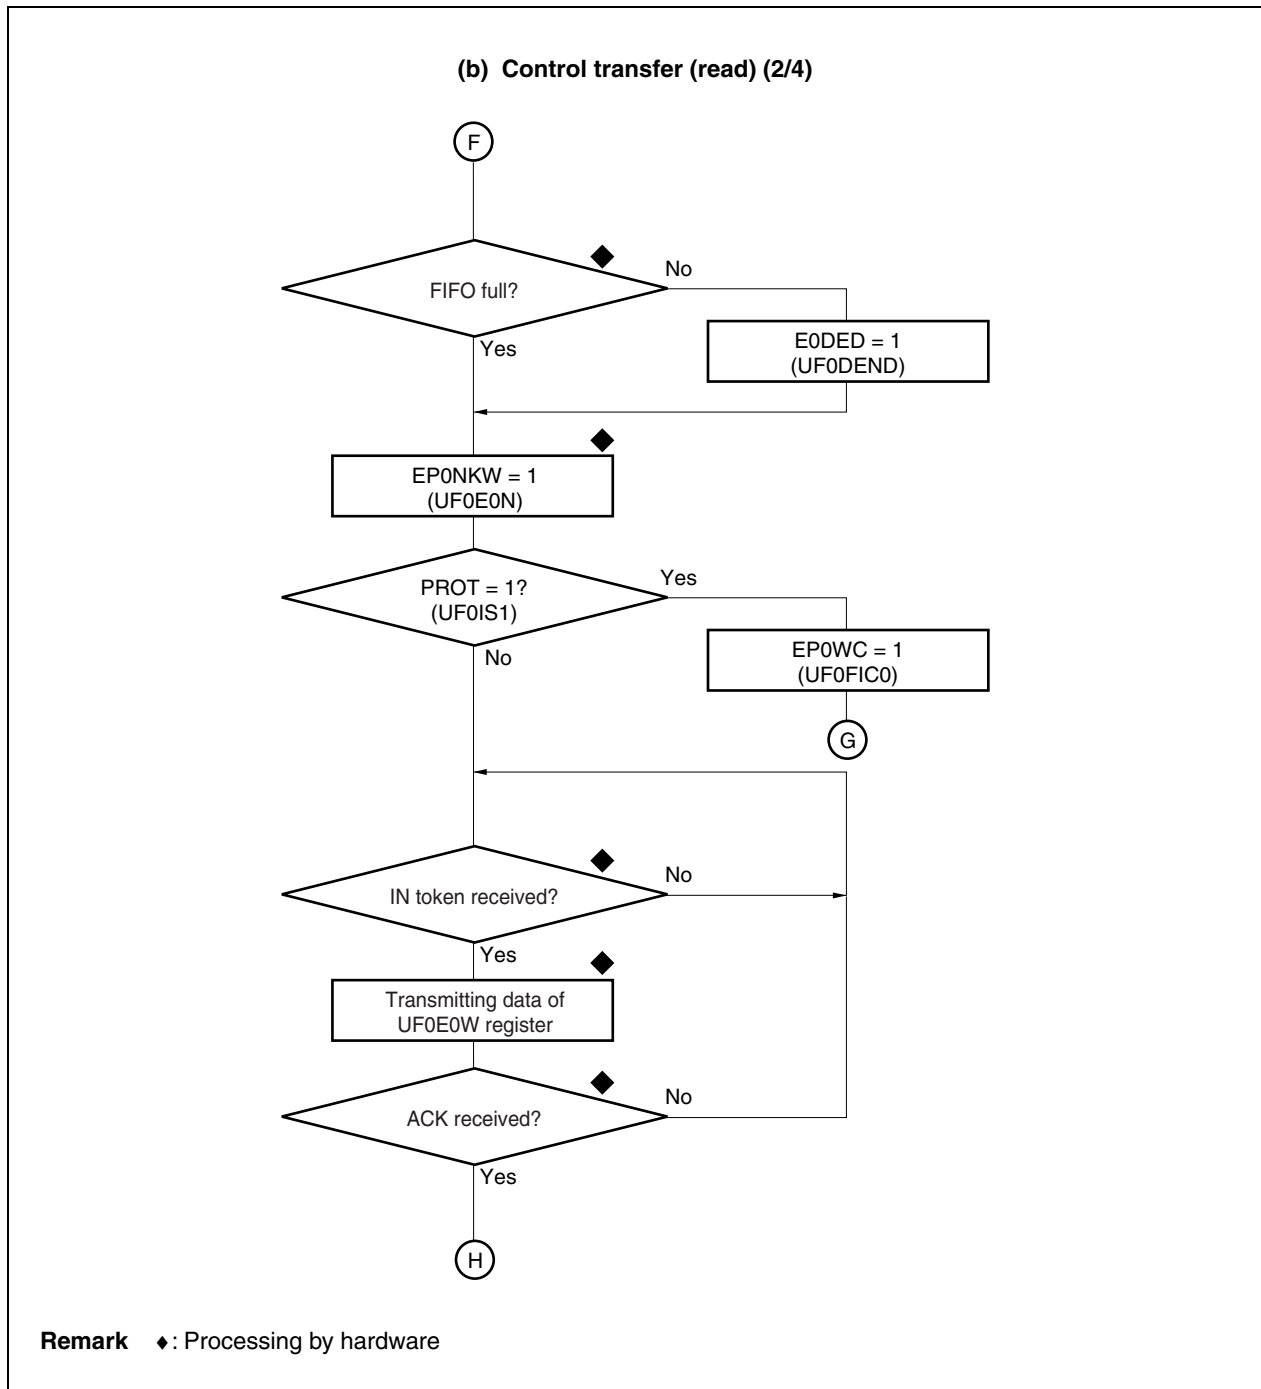 (b) Control transfer (read) (2/4)
F
FIFO full?
No
Yes
E0DED = 1
(UF0DEND)
EP0NKW = 1
(UF0E0N)
PROT = 1?
(UF0IS1)
Yes
No
EP0WC = 1
(UF0FIC0)
G
IN token received?
No
Yes
Transmitting data of
UF0E0W register
ACK received?
No
Yes
H
Remark ♦: Processing by hardware